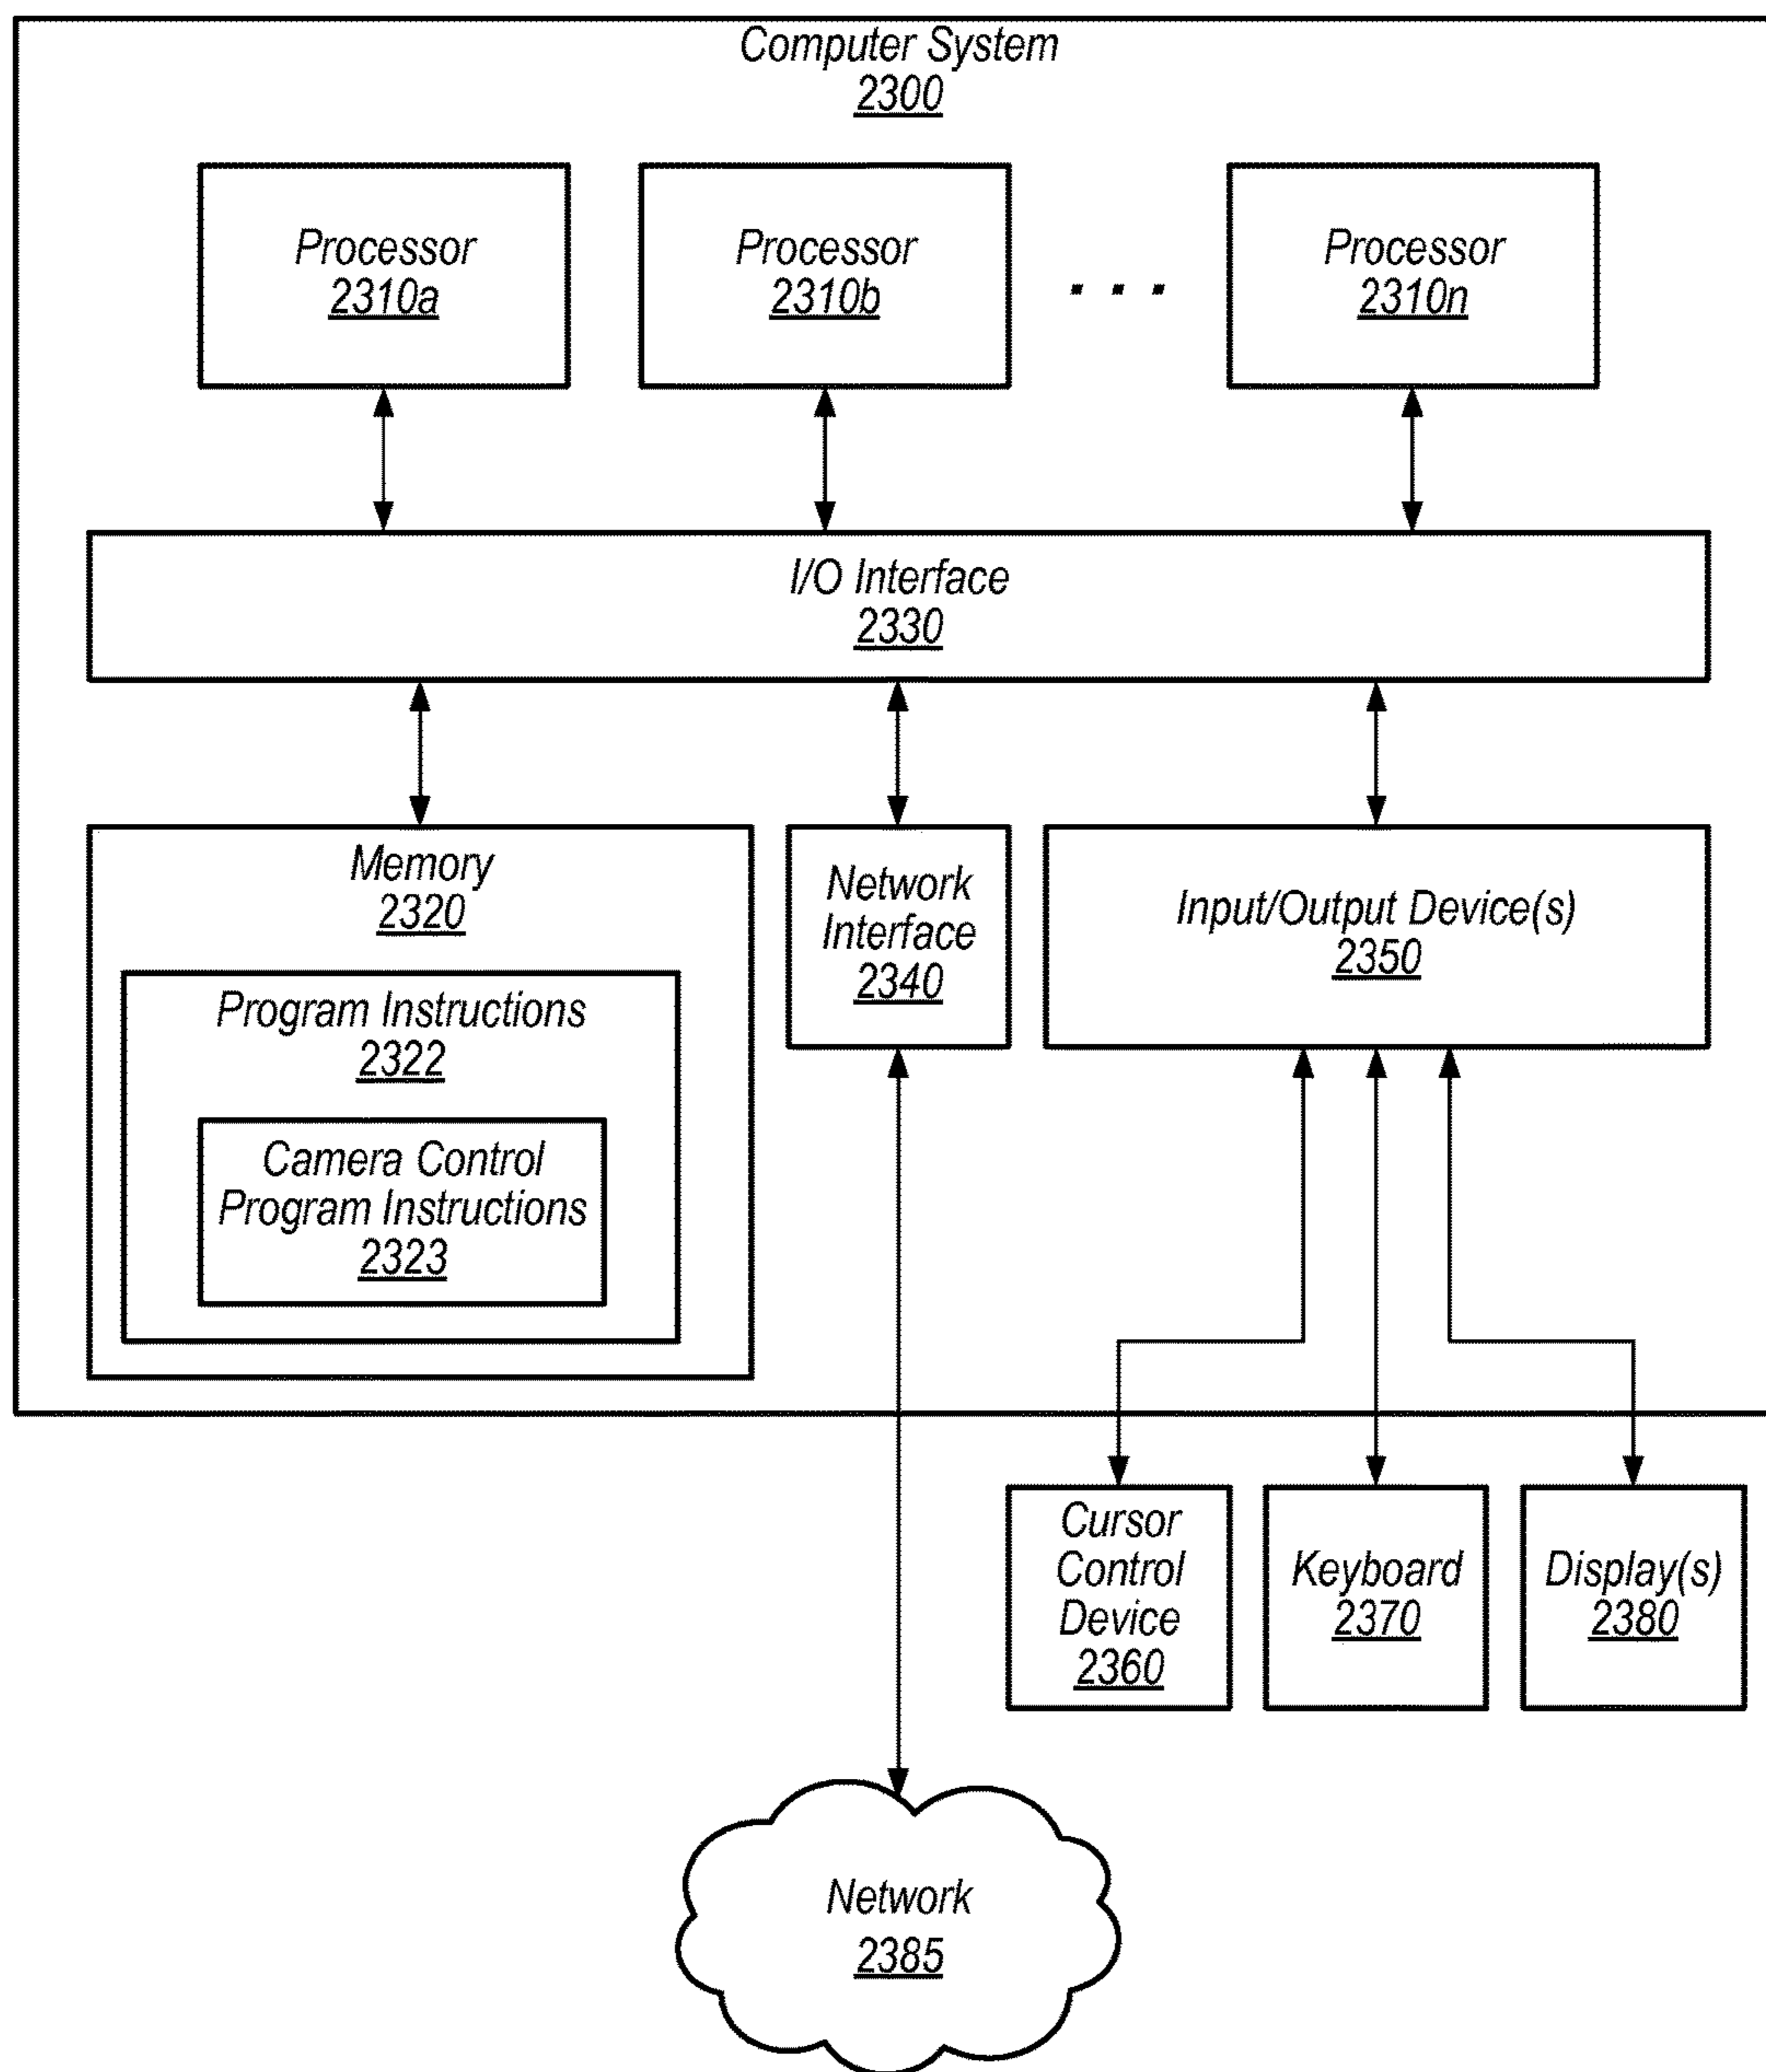 Computer System
2300
Processor
2310a
Processor
2310b
. . .
Processor
2310n
I/O Interface
2330
Memory
2320
Program Instructions
2322
Camera Control
Program Instructions
2323
Network
Interface
2340
Input/Output Device(s)
2350
Cursor
Control
Device
2360
Keyboard
2370
Display(s)
2380
Network
2385